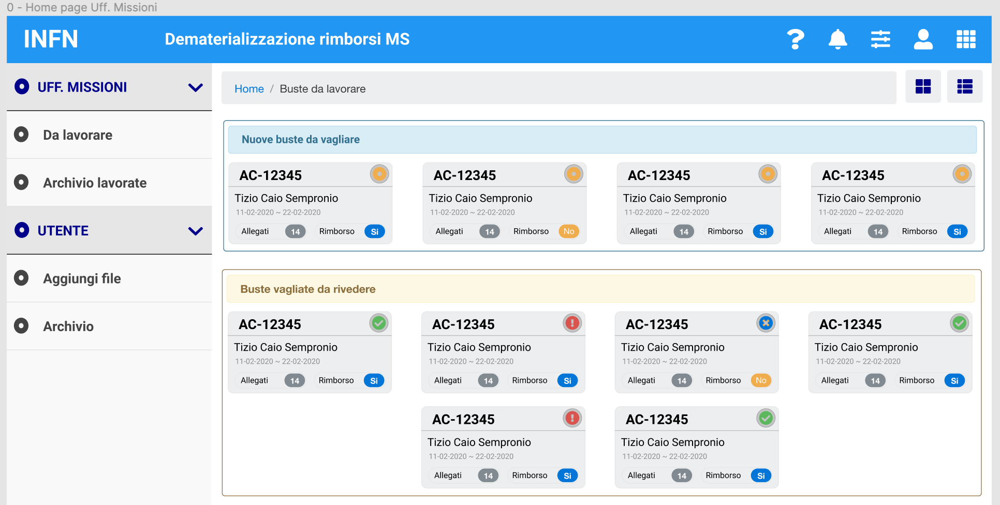 0 - Home page Uff. Missioni
INFN
Dematerializzazione rimborsi MS
UFF. MISSIONI
Da lavorare
Archivio lavorate
UTENTE
Aggiungi file
Archivio
Home / Buste da lavorare
Nuove buste da vagliare
AC-12345
Tizio Caio Sempronio
11-02-2020 ~ 22-02-2020
Allegati 14 Rimborso Si
AC-12345
Tizio Caio Sempronio
11-02-2020 ~ 22-02-2020
Allegati 14 Rimborso No
AC-12345
Tizio Caio Sempronio
11-02-2020 ~ 22-02-2020
Allegati 14 Rimborso Si
AC-12345
Tizio Caio Sempronio
11-02-2020 ~ 22-02-2020
Allegati 14 Rimborso Si
Buste vagliate da rivedere
AC-12345
Tizio Caio Sempronio
11-02-2020 ~ 22-02-2020
Allegati 14 Rimborso Si
AC-12345
Tizio Caio Sempronio
11-02-2020 ~ 22-02-2020
Allegati 14 Rimborso Si
AC-12345
Tizio Caio Sempronio
11-02-2020 ~ 22-02-2020
Allegati 14 Rimborso No
AC-12345
Tizio Caio Sempronio
11-02-2020 ~ 22-02-2020
Allegati 14 Rimborso Si
AC-12345
Tizio Caio Sempronio
11-02-2020 ~ 22-02-2020
Allegati 14 Rimborso Si
AC-12345
Tizio Caio Sempronio
11-02-2020 ~ 22-02-2020
Allegati 14 Rimborso Si